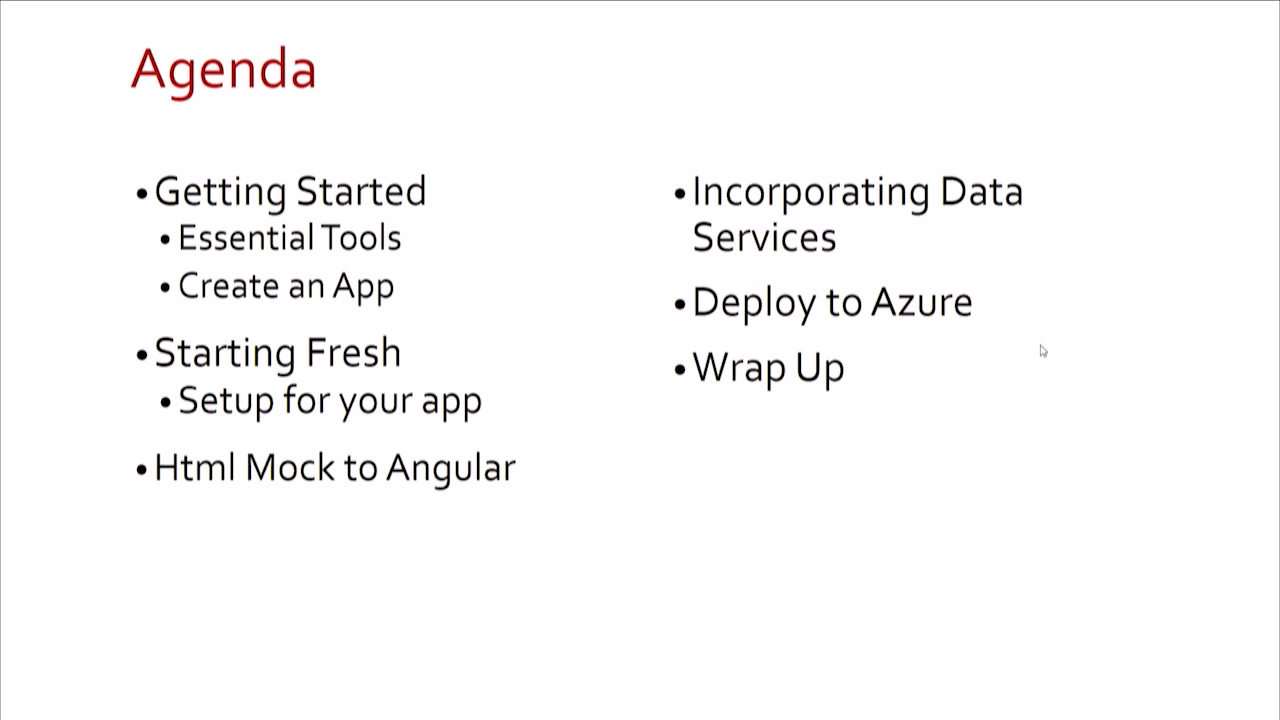 Agenda
• Getting Started
• Essential Tools
• Create an App
• Starting Fresh
• Setup for your app
• Html Mock to Angular
• Incorporating Data
Services
• Deploy to Azure
• Wrap Up